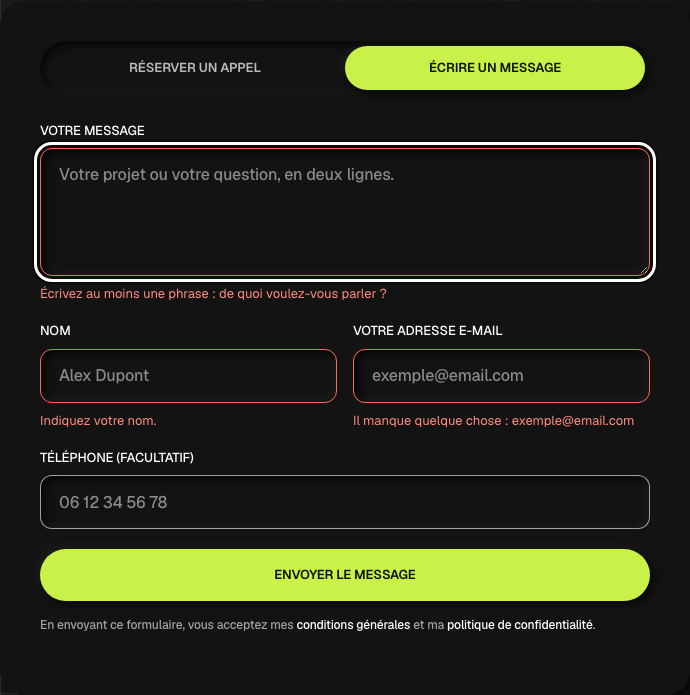 RÉSERVER UN APPEL
ÉCRIRE UN MESSAGE
VOTRE MESSAGE
Votre projet ou votre question, en deux lignes.
Écrivez au moins une phrase : de quoi voulez-vous parler ?
NOM
VOTRE ADRESSE E-MAIL
Alex Dupont
exemple@email.com
Indiquez votre nom.
Il manque quelque chose : exemple@email.com
TÉLÉPHONE (FACULTATIF)
06 12 34 56 78
ENVOYER LE MESSAGE
En envoyant ce formulaire, vous acceptez mes conditions générales et ma politique de confidentialité.